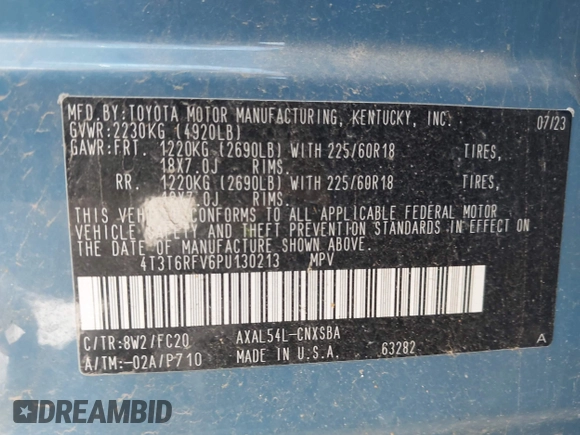 MFD.BY:TOYOTA MOTOR MANUFACTURING, KENTUCKY, INC. 07/23
GVWR:2230KG (4920LB)
GAWR:FRT. 1220KG (2690LB) WITH 225/60R18 TIRES,
18X7.0J RIMS.
RR. 1220KG (2690LB) WITH 225/60R18 TIRES,
18X7.0J RIMS.
THIS VEHICLE CONFORMS TO ALL APPLICABLE FEDERAL MOTOR
VEHICLE SAFETY AND THEFT PREVENTION STANDARDS IN EFFECT ON
THE DATE OF MANUFACTURE SHOWN ABOVE.
4T3T6RFV6PU130213 MPV
C/TR:8W2/FC20 AXAL54L-CNXSBA
A/TM:-02A/P710 MADE IN U.S.A. 63282 A
DREAMBID